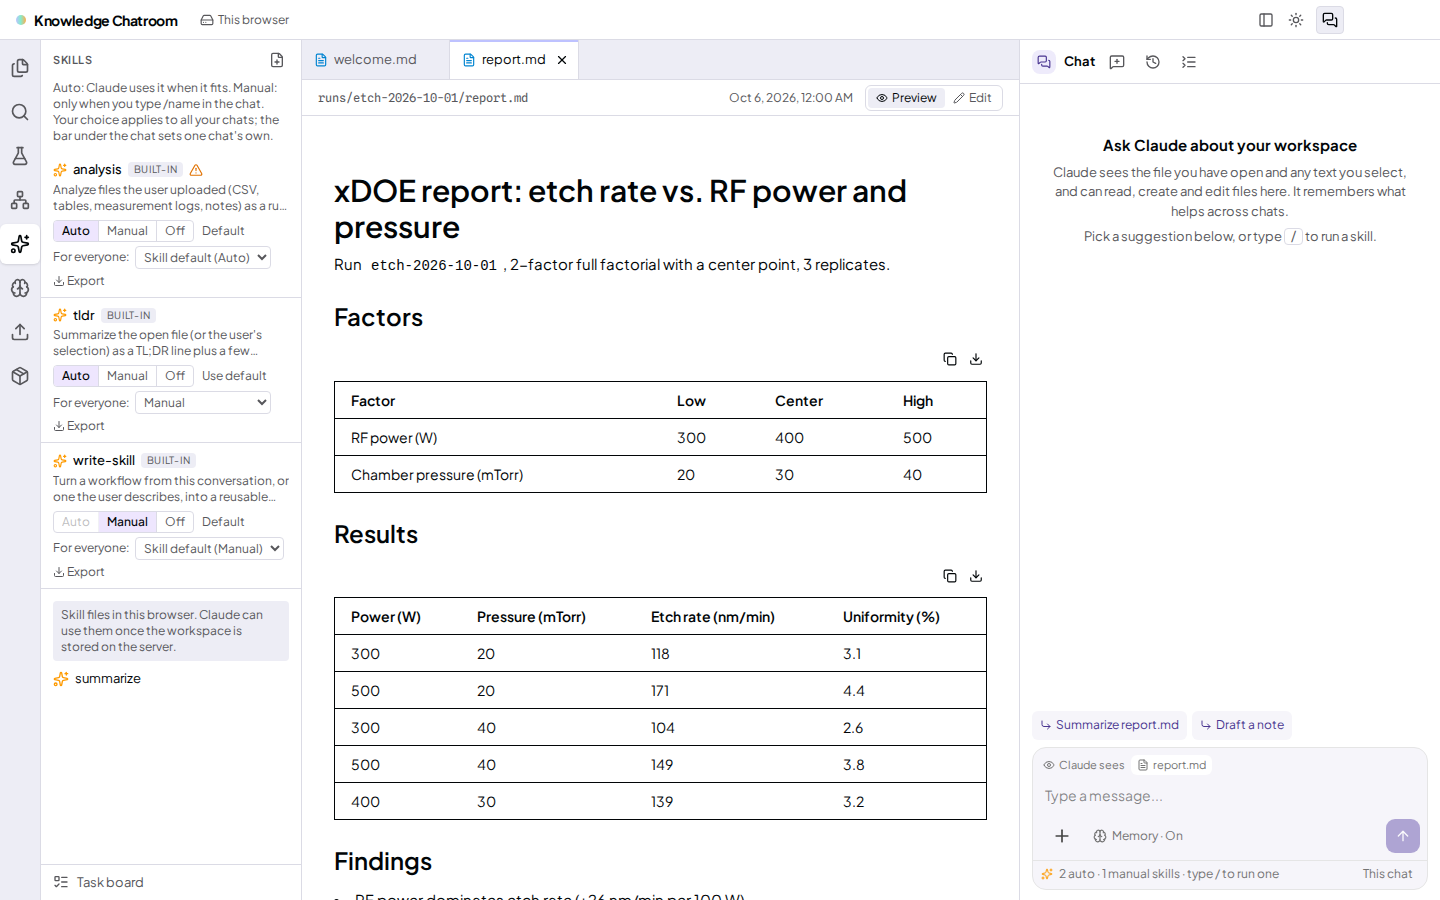 Knowledge Chatroom
This browser
SKILLS
Auto: Claude uses it when it fits. Manual:
only when you type /name in the chat.
Your choice applies to all your chats; the
bar under the chat sets one chat's own.
analysis BUILT-IN
Analyze files the user uploaded (CSV,
tables, measurement logs, notes) as a ru...
Auto Manual Off Default
For everyone: Skill default (Auto)
Export
tldr BUILT-IN
Summarize the open file (or the user's
selection) as a TL;DR line plus a few...
Auto Manual Off Use default
For everyone: Manual
Export
write-skill BUILT-IN
Turn a workflow from this conversation, or
one the user describes, into a reusable...
Auto Manual Off Default
For everyone: Skill default (Manual)
Export
Skill files in this browser. Claude can
use them once the workspace is
stored on the server.
summarize
Task board
welcome.md
report.md
runs/etch-2026-10-01/report.md
Oct 6, 2026, 12:00 AM
Preview
Edit
xDOE report: etch rate vs. RF power and
pressure
Run etch-2026-10-01 , 2-factor full factorial with a center point, 3 replicates.
Factors
Factor Low Center High
RF power (W) 300 400 500
Chamber pressure (mTorr) 20 30 40
Results
Power (W) Pressure (mTorr) Etch rate (nm/min) Uniformity (%)
300 20 118 3.1
500 20 171 4.4
300 40 104 2.6
500 40 149 3.8
400 30 139 3.2
Findings
RF power dominates etch rate (+26 nm/min per 100 W)
Chat
Ask Claude about your workspace
Claude sees the file you have open and any text you select,
and can read, create and edit files here. It remembers what
helps across chats.
Pick a suggestion below, or type / to run a skill.
Summarize report.md
Draft a note
Claude sees report.md
Type a message...
Memory · On
2 auto · 1 manual skills · type / to run one
This chat